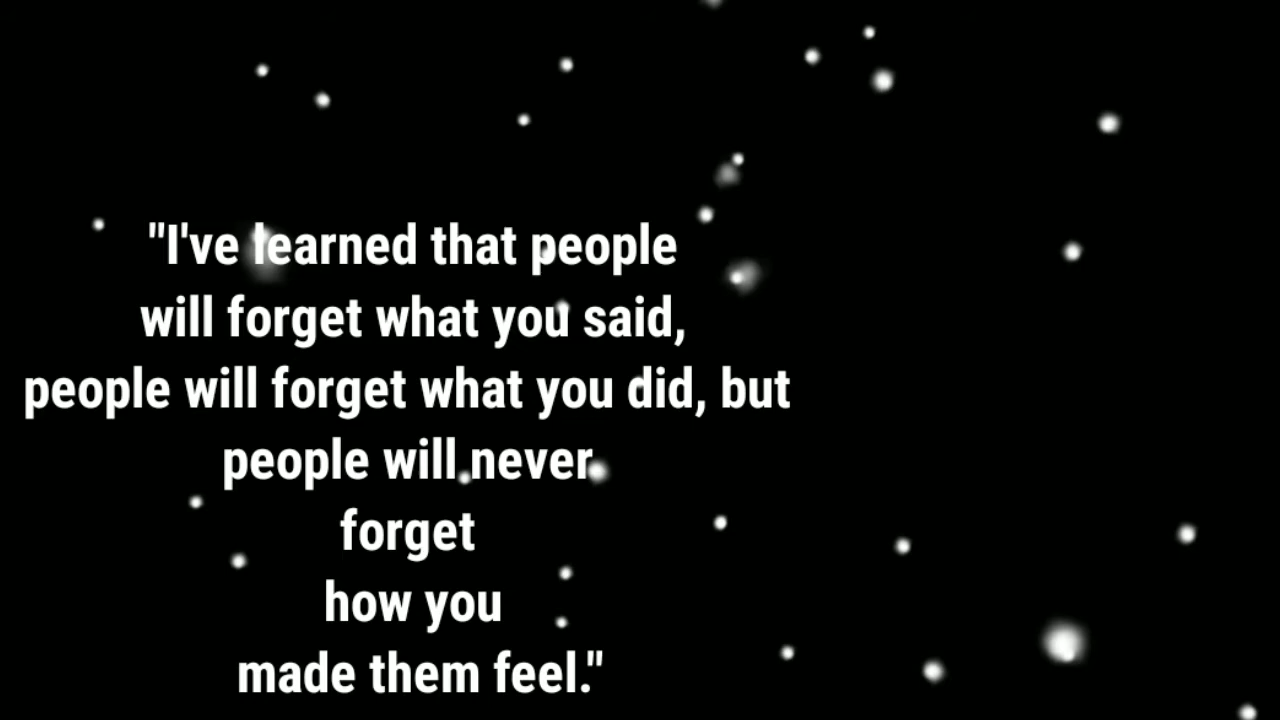 "I've learned that people
will forget what you said,
people will forget what you did, but
people will never
forget
how you
made them feel."